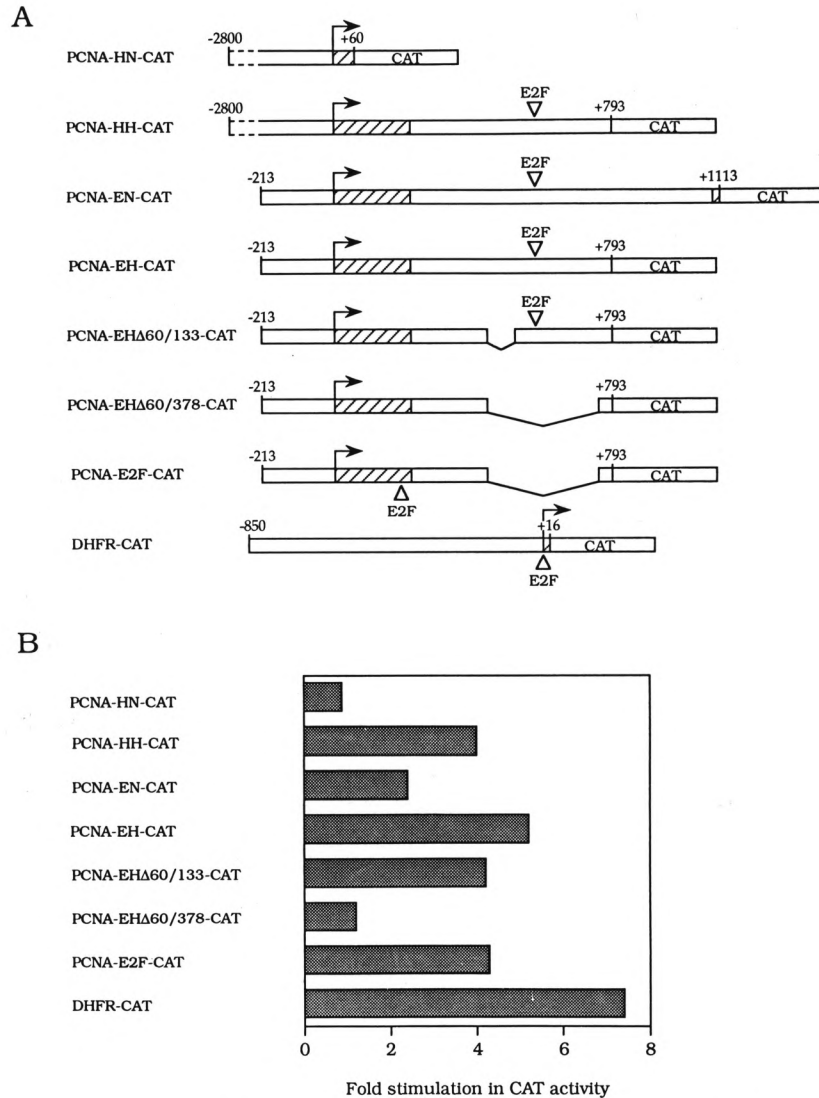 A
-2800
+60
PCNA-HN-CAT
CAT
-2800
E2F
+793
PCNA-HH-CAT
CAT
-213
E2F
+1113
PCNA-EN-CAT
CAT
-213
E2F
+793
PCNA-EH-CAT
CAT
-213
E2F
+793
PCNA-EHΔ60/133-CAT
CAT
-213
+793
PCNA-EHΔ60/378-CAT
CAT
-213
+793
PCNA-E2F-CAT
CAT
E2F
-850
+16
DHFR-CAT
CAT
E2F
B
PCNA-HN-CAT
PCNA-HH-CAT
PCNA-EN-CAT
PCNA-EH-CAT
PCNA-EHΔ60/133-CAT
PCNA-EHΔ60/378-CAT
PCNA-E2F-CAT
DHFR-CAT
0 2 4 6 8
Fold stimulation in CAT activity